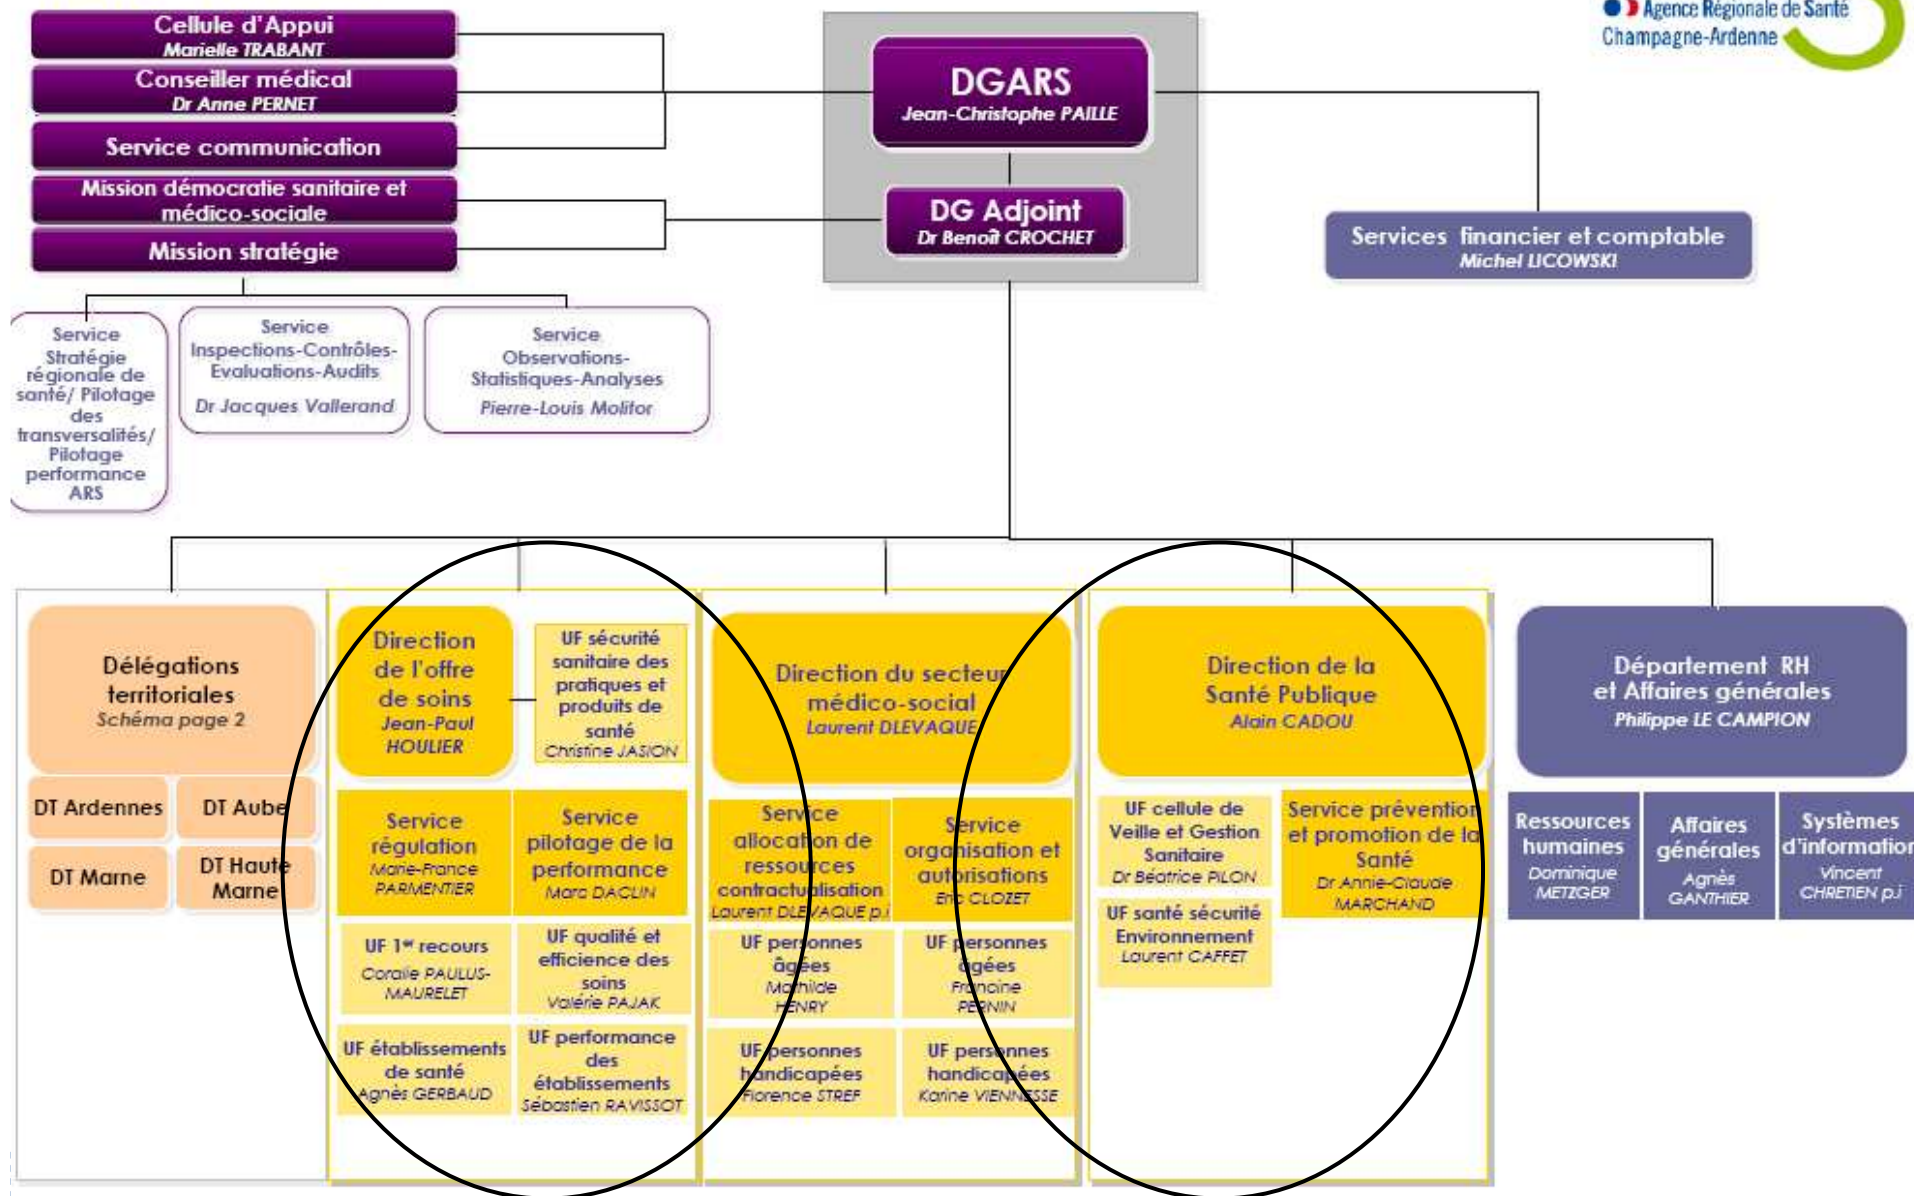 Agence Régionale de Santé
Champagne-Ardenne
Cellule d'Appui
Marielle TRABANT
Conseiller médical
Dr Anne PERNET
Service communication
Mission démocratie sanitaire et
médico-sociale
Mission stratégie
DGARS
Jean-Christophe PAILLE
DG Adjoint
Dr Benoît CROCHET
Services financier et comptable
Michel LICOWSKI
Service
Stratégie
régionale de
santé/ Pilotage
des
transversalités/
Pilotage
performance
ARS
Service
Inspections-Contrôles-
Evaluations-Audits
Dr Jacques Vallerand
Service
Observations-
Statistiques-Analyses
Pierre-Louis Molitor
Délégations
territoriales
Schéma page 2
DT Ardennes
DT Aube
DT Marne
DT Haute
Marne
Direction
de l'offre
de soins
Jean-Paul
HOULIER
UF sécurité
sanitaire des
pratiques et
produits de
santé
Christine JASION
Service
régulation
Marie-France
PARMENTIER
Service
pilotage de la
performance
Marc DACLIN
UF 1er recours
Coralie PAULUS-
MAURELET
UF qualité et
efficience des
soins
Valérie PAJAK
UF établissements
de santé
Agnès GERBAUD
UF performance
des
établissements
Sébastien RAVISSOT
Direction du secteur
médico-social
Laurent DLEVAQUE
Service
allocation de
ressources
contractualisation
Laurent DLEVAQUE p.i
Service
organisation et
autorisations
Eric CLOZET
UF personnes
âgées
Mathilde
HENRY
UF personnes
âgées
Francine
PERNIN
UF personnes
handicapées
Florence STREF
UF personnes
handicapées
Karine VIENNESSE
Direction de la
Santé Publique
Alain CADOU
UF cellule de
Veille et Gestion
Sanitaire
Dr Béatrice PILON
Service prévention
et promotion de la
Santé
Dr Annie-Claude
MARCHAND
UF santé sécurité
Environnement
Laurent CAFFET
Département RH
et Affaires générales
Philippe LE CAMPION
Ressources
humaines
Dominique
METZGER
Affaires
générales
Agnès
GANTHIER
Systèmes
d'information
Vincent
CHRETIEN p.i